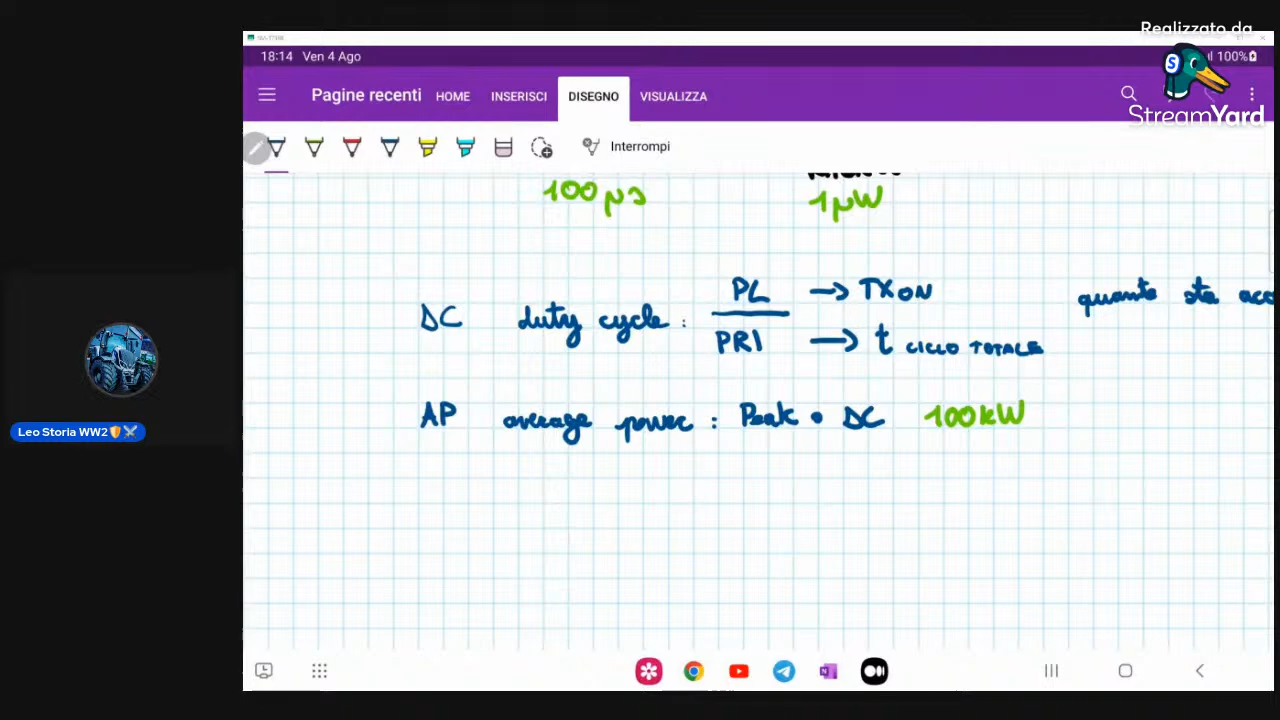 Realizzato da
StreamYard
18:14 Ven 4 Ago
100%
Pagine recenti HOME INSERISCI DISEGNO VISUALIZZA
Interrompi
100 μs 1 μW
DC duty cycle : PL → TX ON
PRI → t CICLO TOTALE
quanto sta acc
AP average power : Peak • DC 100kW
Leo Storia WW2